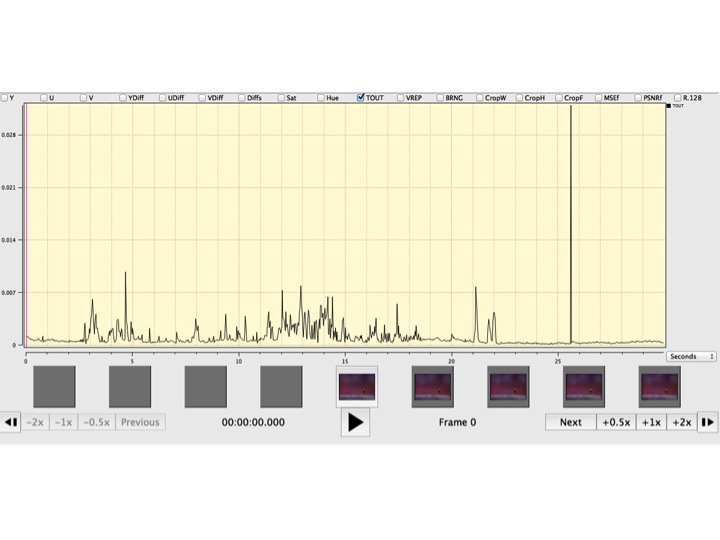 Y U V YDiff UDiff VDiff Diffs Sat Hue TOUT VREP BRNG CropW CropH CropF MSEf PSNRf R.128
TOUT
0.028
0.021
0.014
0.007
0
0 5 10 15 20 25
Seconds
-2x -1x -0.5x Previous 00:00:00.000 Frame 0 Next +0.5x +1x +2x